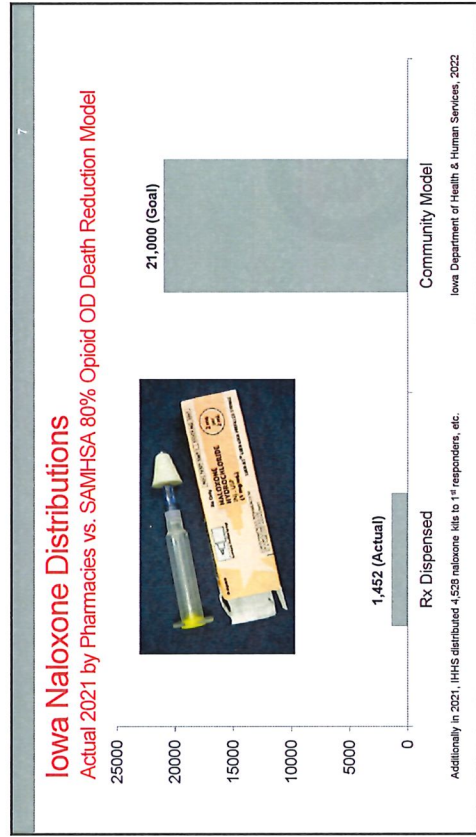 7
Iowa Naloxone Distributions
Actual 2021 by Pharmacies vs. SAMHSA 80% Opioid OD Death Reduction Model
25000
20000
15000
10000
5000
0
21,000 (Goal)
1,452 (Actual)
NALOXONE
HYDROCHLORIDE
Rx Dispensed
Community Model
Additionally in 2021, IHHS distributed 4,528 naloxone kits to 1st responders, etc.
Iowa Department of Health & Human Services, 2022